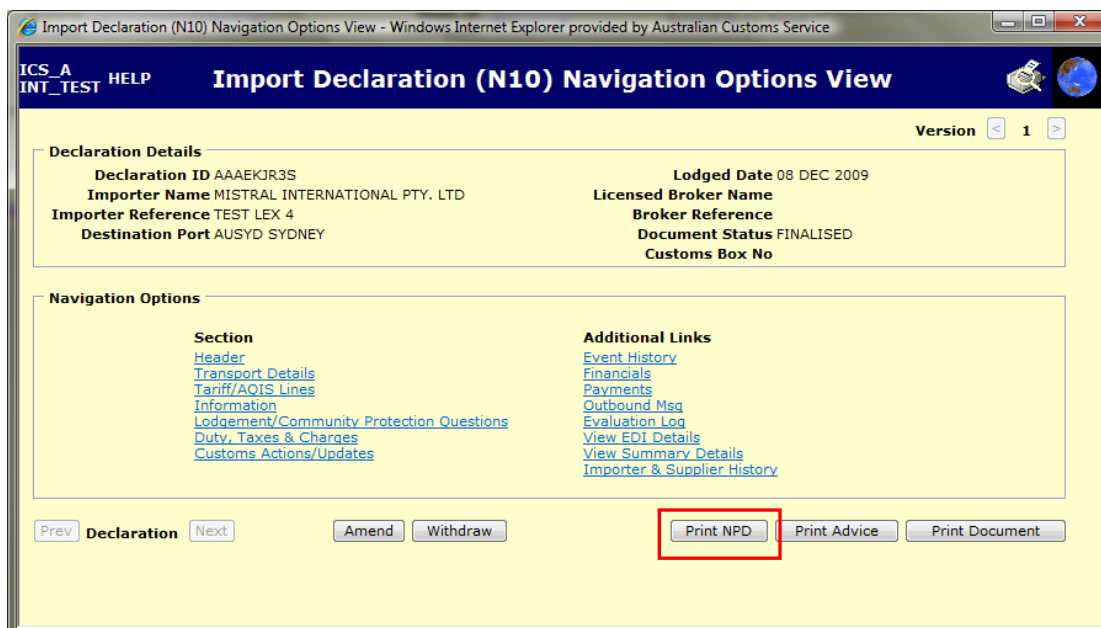 Import Declaration (N10) Navigation Options View - Windows Internet Explorer provided by Australian Customs Service
ICS_A
INT_TEST HELP Import Declaration (N10) Navigation Options View
Version < 1 >
Declaration Details
Declaration ID AAAEKJR3S Lodged Date 08 DEC 2009
Importer Name MISTRAL INTERNATIONAL PTY. LTD Licensed Broker Name
Importer Reference TEST LEX 4 Broker Reference
Destination Port AUSYD SYDNEY Document Status FINALISED
Customs Box No
Navigation Options
Section Additional Links
Header Event History
Transport Details Financials
Tariff/AQIS Lines Payments
Information Outbound Msg
Lodgement/Community Protection Questions Evaluation Log
Duty, Taxes & Charges View EDI Details
Customs Actions/Updates View Summary Details
Importer & Supplier History
Prev Declaration Next Amend Withdraw Print NPD Print Advice Print Document